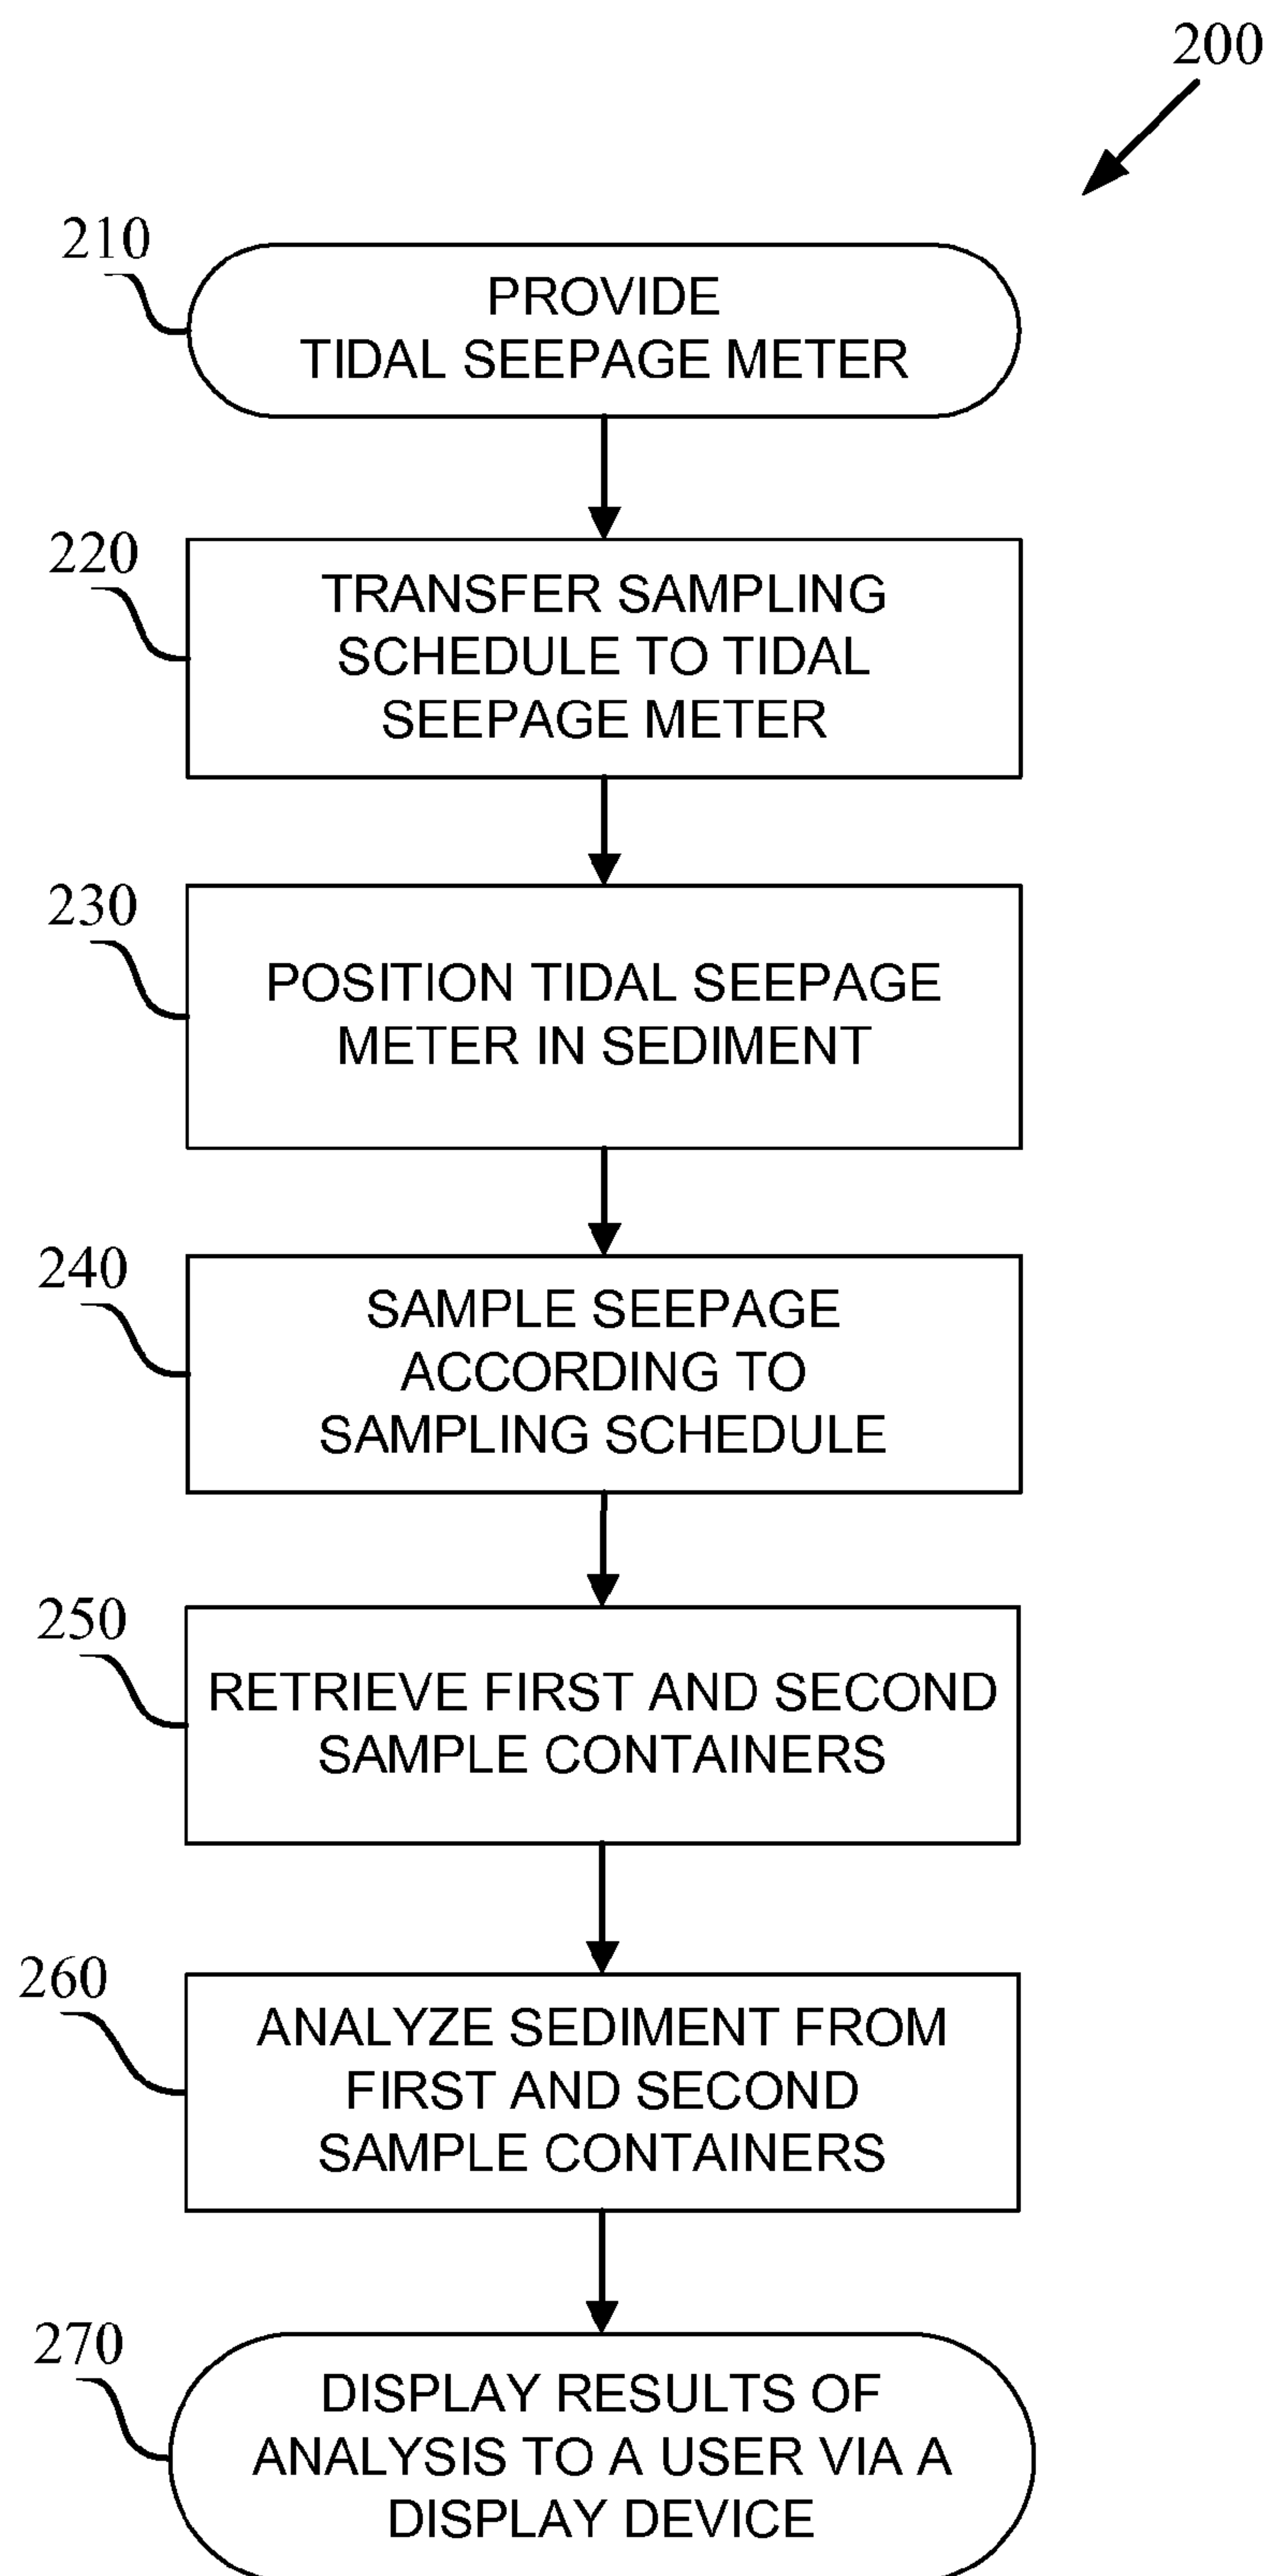 200
210
PROVIDE
TIDAL SEEPAGE METER
220
TRANSFER SAMPLING
SCHEDULE TO TIDAL
SEEPAGE METER
230
POSITION TIDAL SEEPAGE
METER IN SEDIMENT
240
SAMPLE SEEPAGE
ACCORDING TO
SAMPLING SCHEDULE
250
RETRIEVE FIRST AND SECOND
SAMPLE CONTAINERS
260
ANALYZE SEDIMENT FROM
FIRST AND SECOND
SAMPLE CONTAINERS
270
DISPLAY RESULTS OF
ANALYSIS TO A USER VIA A
DISPLAY DEVICE